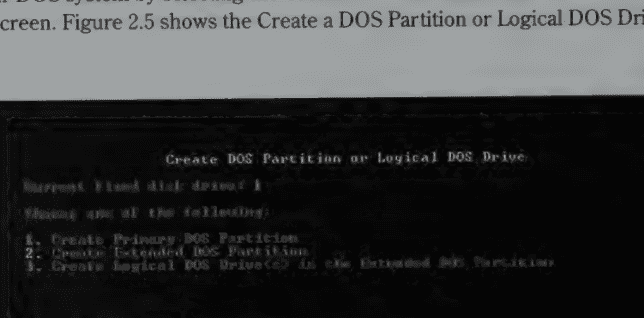 DOS system by selecting the
creen. Figure 2.5 shows the Create a DOS Partition or Logical DOS Dri
Create DOS Partition or Logical DOS Drive
Current fixed disk drive: 1
Choose one of the following:
1. Create Primary DOS Partition
2. Create Extended DOS Partition
3. Create Logical DOS Drive(s) in the Extended DOS Partition